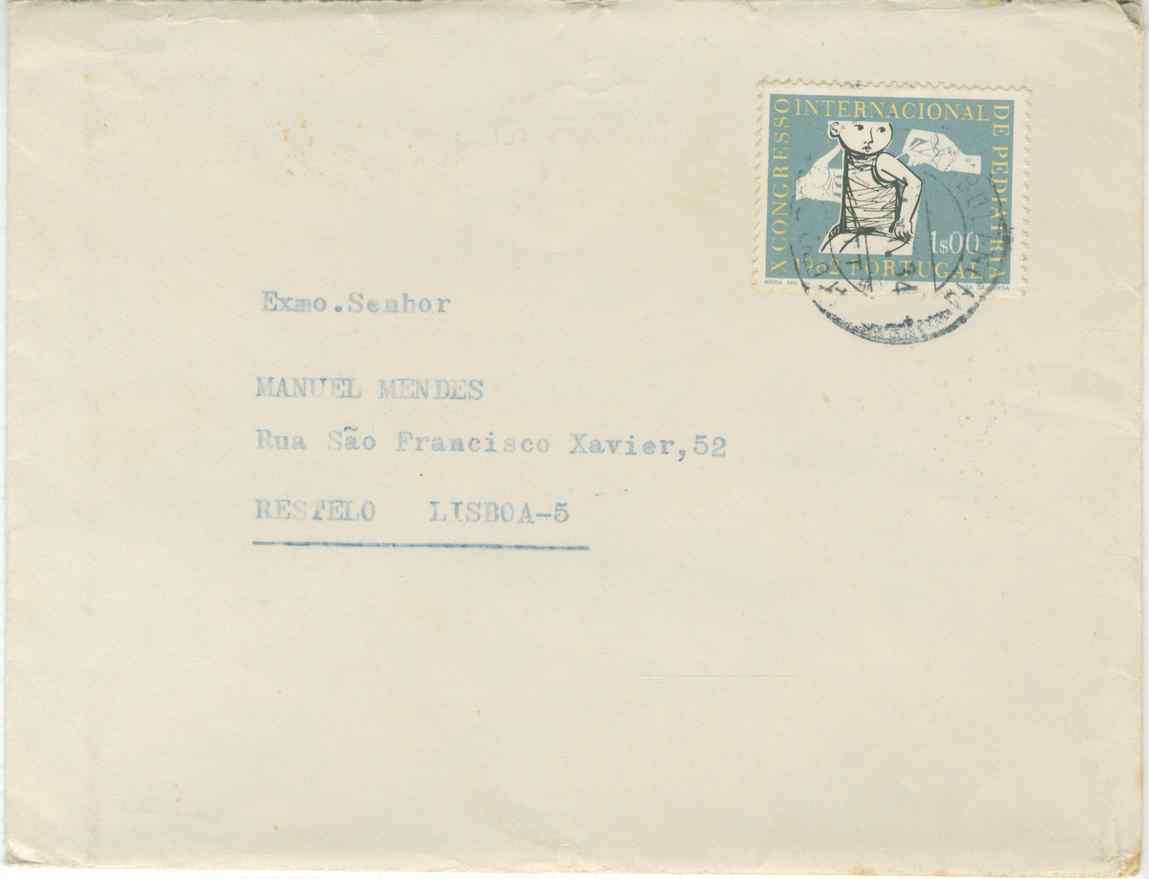 X CONGRESSO INTERNACIONAL DE PEDIATRIA
1$00
1962 PORTUGAL
Exmo.Senhor
MANUEL MENDES
Rua São Francisco Xavier,52
RESTELO LISBOA-5